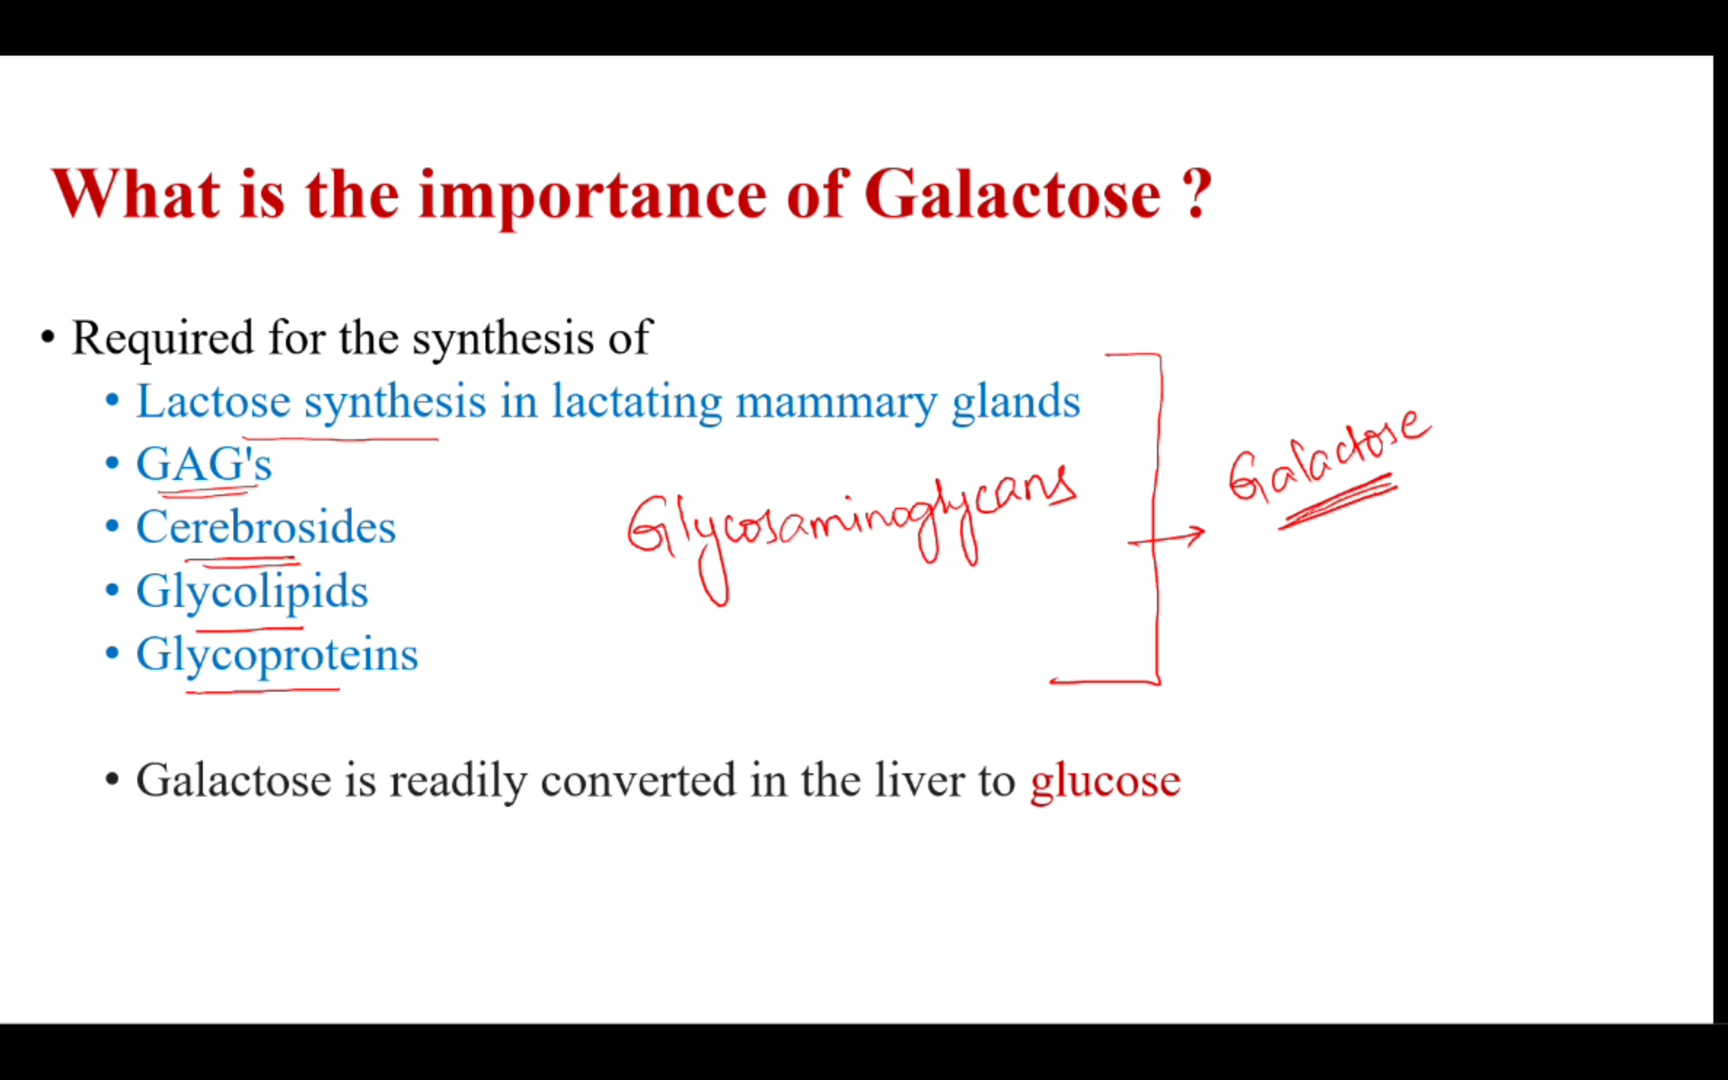 What is the importance of Galactose ?
• Required for the synthesis of
• Lactose synthesis in lactating mammary glands
• GAG's
• Cerebrosides
• Glycolipids
• Glycoproteins
Glycosaminoglycans
Galactose
• Galactose is readily converted in the liver to glucose